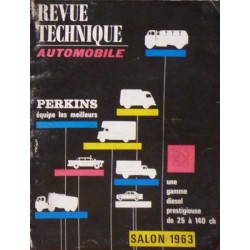 REVUE
TECHNIQUE
AUTOMOBILE
PERKINS
équipe les meilleurs
une
gamme
diesel
prestigieuse
de 25 à 140 ch
SALON 1963